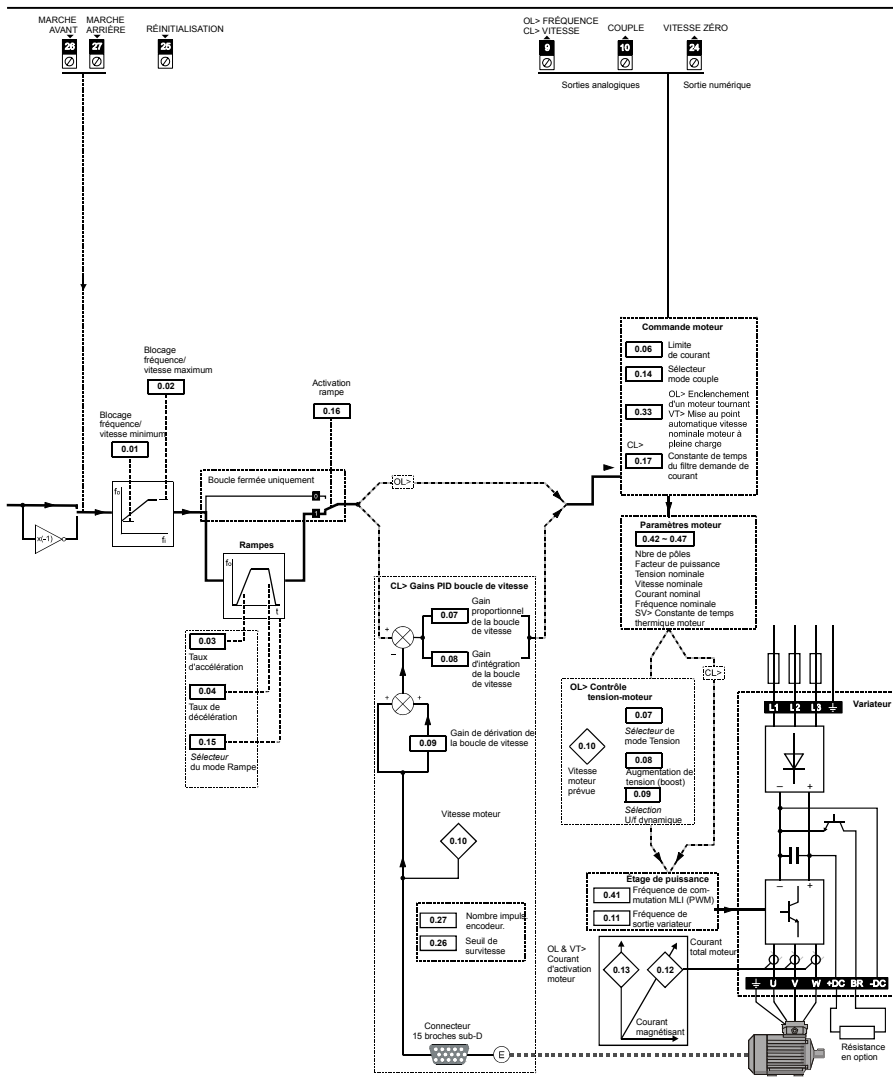 MARCHE
AVANT
MARCHE
ARRIÈRE
RÉINITIALISATION
26
27
25
OL> FRÉQUENCE
CL> VITESSE
COUPLE
VITESSE ZÉRO
9
10
24
Sorties analogiques
Sortie numérique
Commande moteur
0.06
Limite
de courant
0.14
Sélecteur
mode couple
0.33
OL> Enclenchement
d'un moteur tournant
VT> Mise au point
automatique vitesse
nominale moteur à
pleine charge
CL>
0.17
Constante de temps
du filtre demande de
courant
Blocage
fréquence/
vitesse maximum
0.02
Blocage
fréquence/
vitesse minimum
0.01
Activation
rampe
0.16
Boucle fermée uniquement
0
1
OL>
x(-1)
Rampes
t
0.03
Taux
d'accélération
0.04
Taux de
décélération
0.15
Sélecteur
du mode Rampe
CL> Gains PID boucle de vitesse
0.07
Gain
proportionnel
de la boucle
de vitesse
0.08
Gain
d'intégration
de la boucle
de vitesse
+
−
+
+
0.09
Gain de dérivation de
la boucle de vitesse
Vitesse moteur
0.10
0.27
Nombre impuls.
encodeur.
0.26
Seuil de
survitesse
Connecteur
15 broches sub-D
E
Paramètres moteur
0.42 ~ 0.47
Nbre de pôles
Facteur de puissance
Tension nominale
Vitesse nominale
Courant nominal
Fréquence nominale
SV> Constante de temps
thermique moteur
CL>
OL> Contrôle
tension-moteur
0.07
Sélecteur de
mode Tension
0.10
Vitesse
moteur
prévue
0.08
Augmentation de
tension (boost)
0.09
Sélection
U/f dynamique
Étage de puissance
0.41
Fréquence de com-
mutation MLI (PWM)
0.11
Fréquence de
sortie variateur
OL & VT>
Courant
d'activation
moteur
0.13
0.12
Courant
total moteur
Courant
magnétisant
Variateur
L1 L2 L3
− +
− +
U V W +DC BR -DC
Résistance
en option